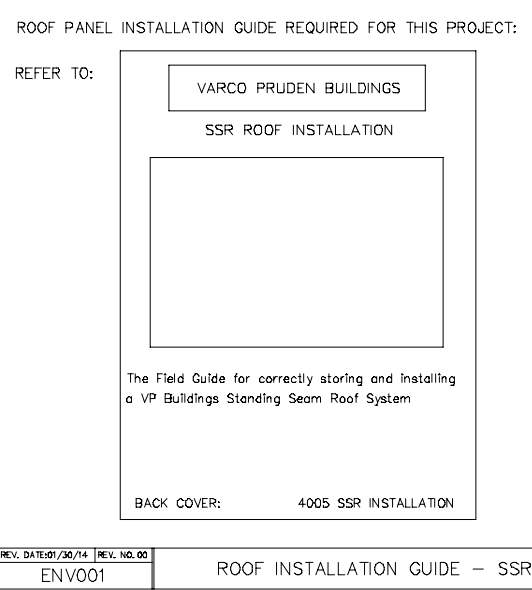 ROOF PANEL INSTALLATION GUIDE REQUIRED FOR THIS PROJECT:
REFER TO:
VARCO PRUDEN BUILDINGS
SSR ROOF INSTALLATION
The Field Guide for correctly storing and installing
a VP Buildings Standing Seam Roof System
BACK COVER: 4005 SSR INSTALLATION
REV. DATE:01/30/14 REV. NO. 00
ENV001
ROOF INSTALLATION GUIDE – SSR